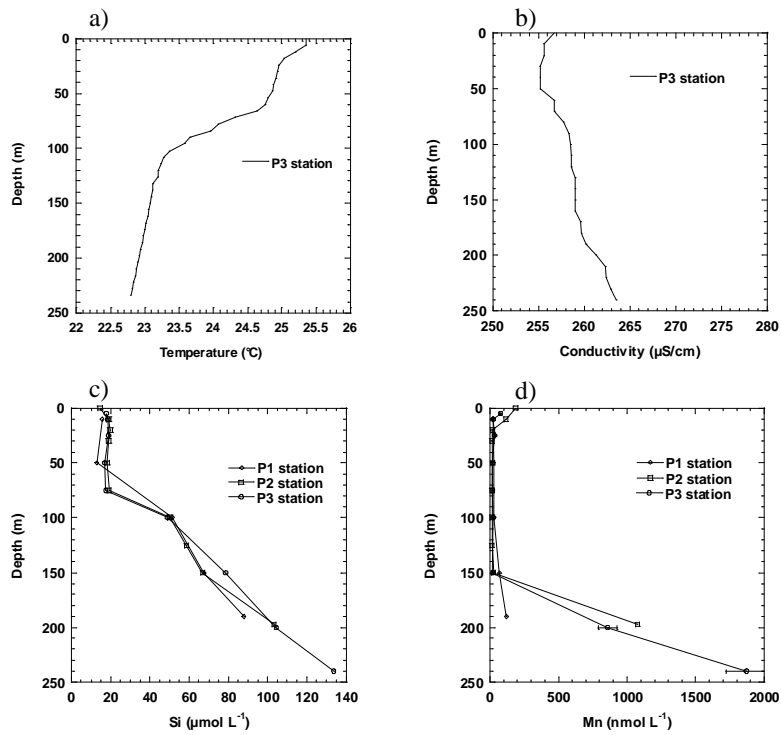 a)
b)
0
50
100
150
200
250
Depth (m)
P3 station
22 22.5 23 23.5 24 24.5 25 25.5 26
Temperature (°C)
0
50
100
150
200
250
Depth (m)
P3 station
250 255 260 265 270 275 280
Conductivity (µS/cm)
c)
d)
0
50
100
150
200
250
Depth (m)
P1 station
P2 station
P3 station
0 20 40 60 80 100 120 140
Si (µmol L-1)
0
50
100
150
200
250
Depth (m)
P1 station
P2 station
P3 station
0 500 1000 1500 2000
Mn (nmol L-1)